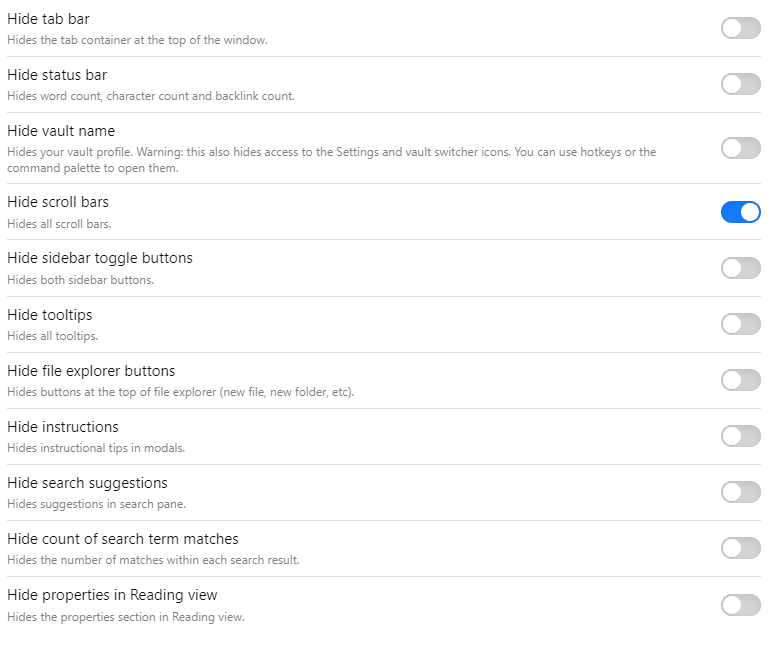 Hide tab bar
Hides the tab container at the top of the window.
Hide status bar
Hides word count, character count and backlink count.
Hide vault name
Hides your vault profile. Warning: this also hides access to the Settings and vault switcher icons. You can use hotkeys or the
command palette to open them.
Hide scroll bars
Hides all scroll bars.
Hide sidebar toggle buttons
Hides both sidebar buttons.
Hide tooltips
Hides all tooltips.
Hide file explorer buttons
Hides buttons at the top of file explorer (new file, new folder, etc).
Hide instructions
Hides instructional tips in modals.
Hide search suggestions
Hides suggestions in search pane.
Hide count of search term matches
Hides the number of matches within each search result.
Hide properties in Reading view
Hides the properties section in Reading view.